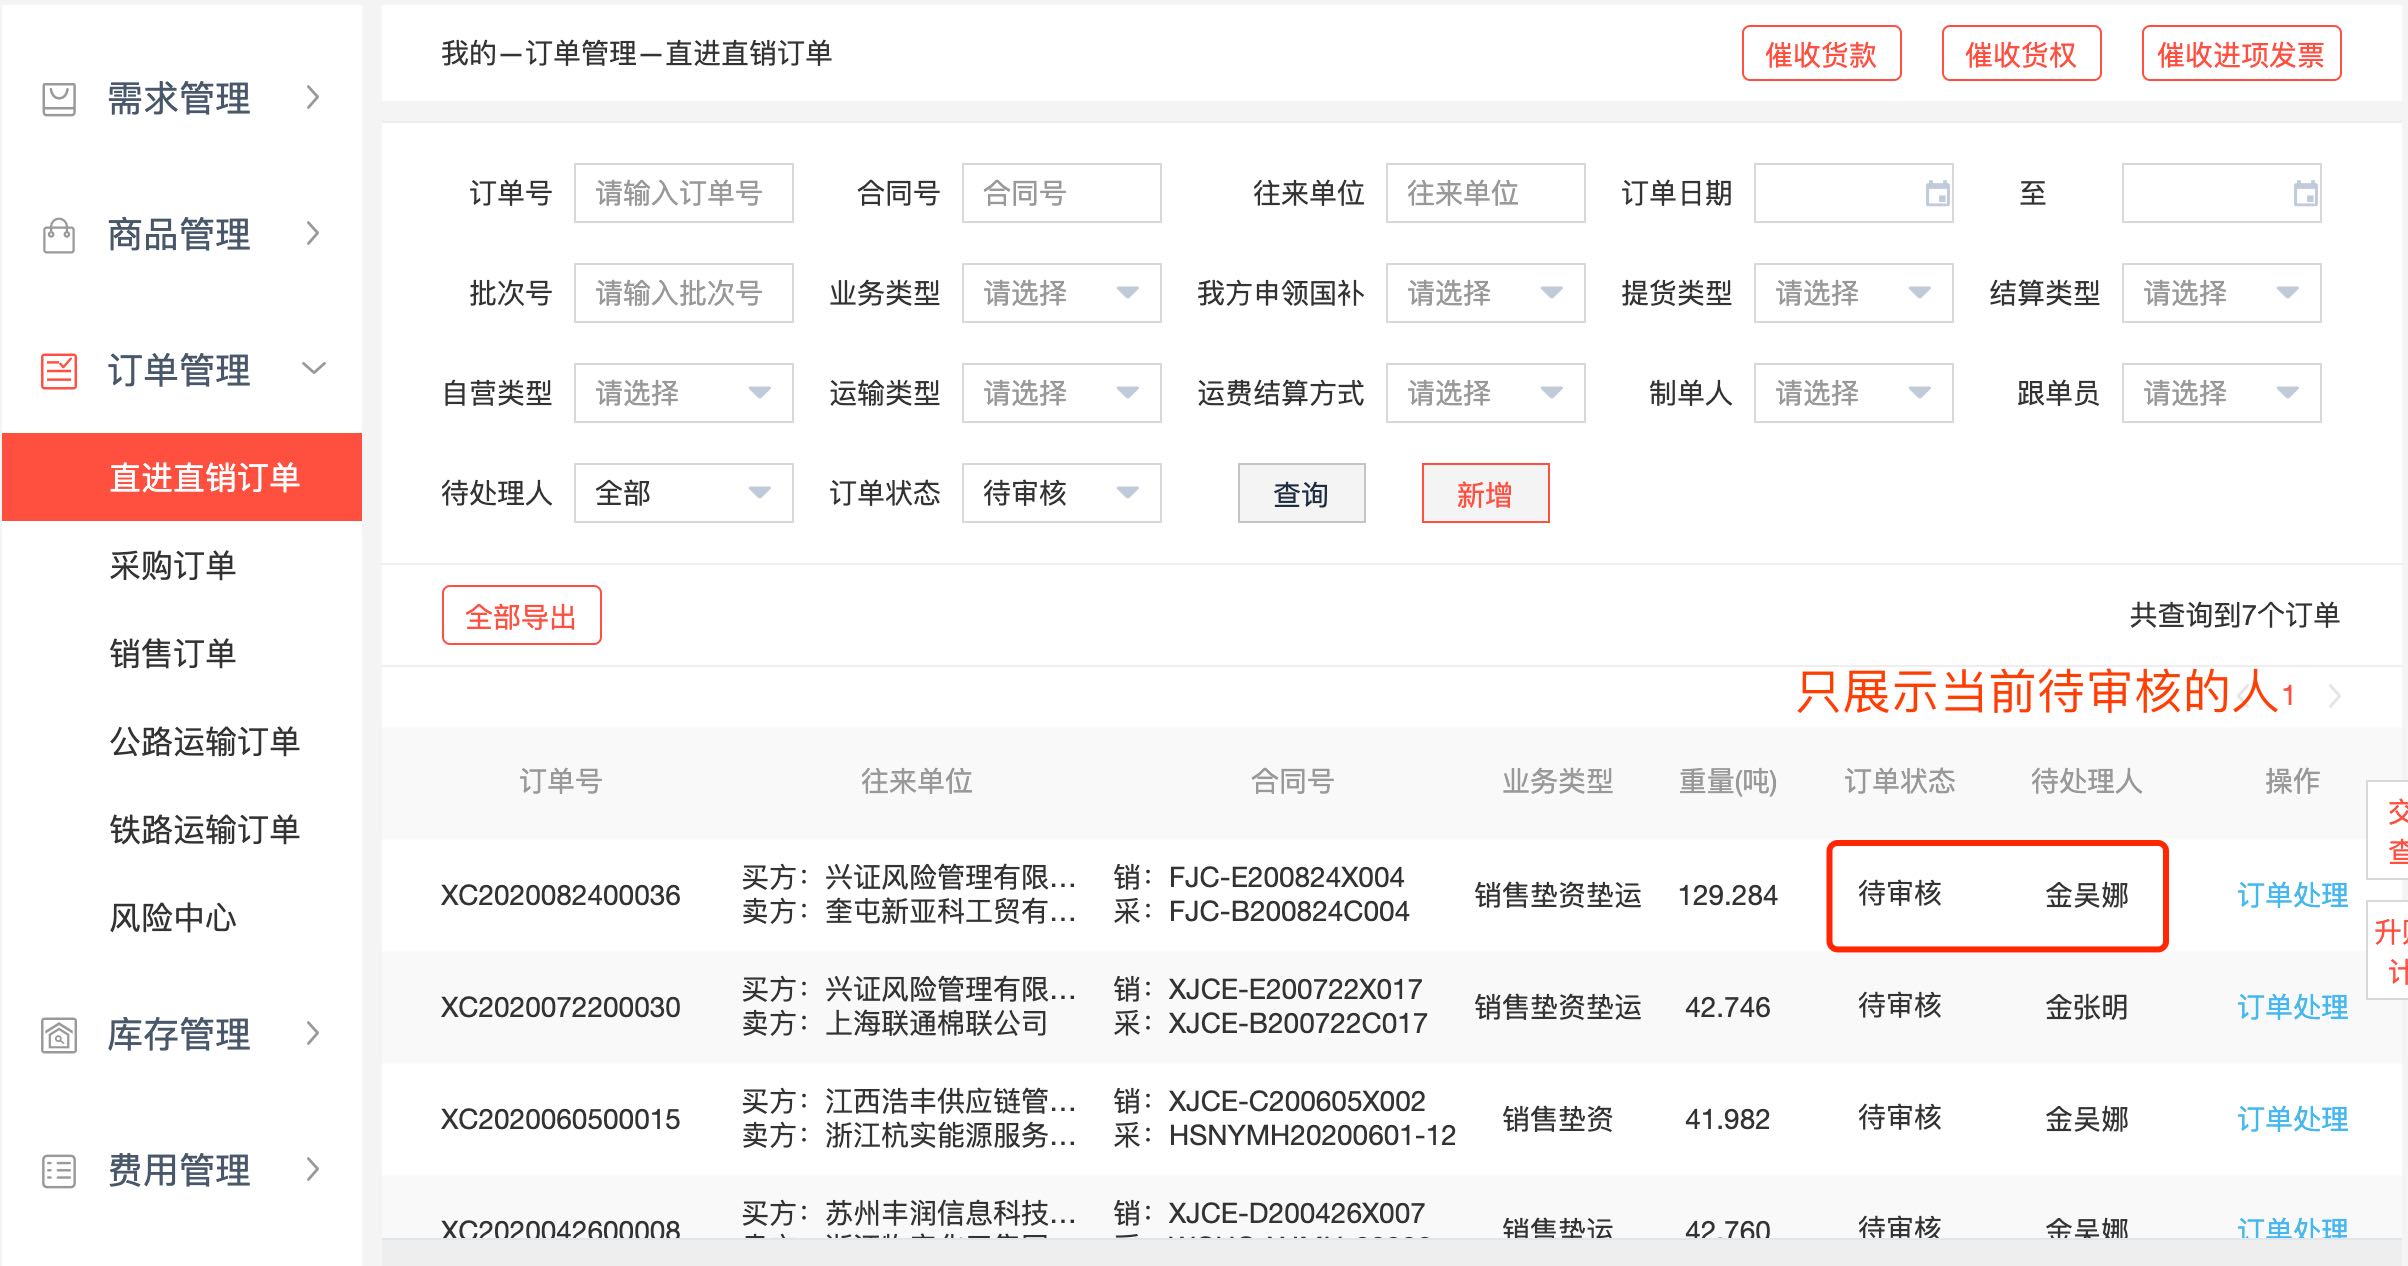 需求管理
商品管理
订单管理
直进直销订单
采购订单
销售订单
公路运输订单
铁路运输订单
风险中心
库存管理
费用管理
我的—订单管理—直进直销订单
催收货款 催收货权 催收进项发票
订单号 请输入订单号 合同号 合同号 往来单位 往来单位 订单日期 至
批次号 请输入批次号 业务类型 请选择 我方申领国补 请选择 提货类型 请选择 结算类型 请选择
自营类型 请选择 运输类型 请选择 运费结算方式 请选择 制单人 请选择 跟单员 请选择
待处理人 全部 订单状态 待审核 查询 新增
全部导出 共查询到7个订单
只展示当前待审核的人 1
订单号 往来单位 合同号 业务类型 重量(吨) 订单状态 待处理人 操作
买方：兴证风险管理有限... 销：FJC-E200824X004
XC2020082400036 销售垫资垫运 129.284 待审核 金吴娜 订单处理
卖方：奎屯新亚科工贸有... 采：FJC-B200824C004
买方：兴证风险管理有限... 销：XJCE-E200722X017
XC2020072200030 销售垫资垫运 42.746 待审核 金张明 订单处理
卖方：上海联通棉联公司 采：XJCE-B200722C017
买方：江西浩丰供应链管... 销：XJCE-C200605X002
XC2020060500015 销售垫资 41.982 待审核 金吴娜 订单处理
卖方：浙江杭实能源服务... 采：HSNYMH20200601-12
买方：苏州丰润信息科技... 销：XJCE-D200426X007
XC2020042600008 销售垫运 42.760 待审核 金吴娜 订单处理
交
查
升
计